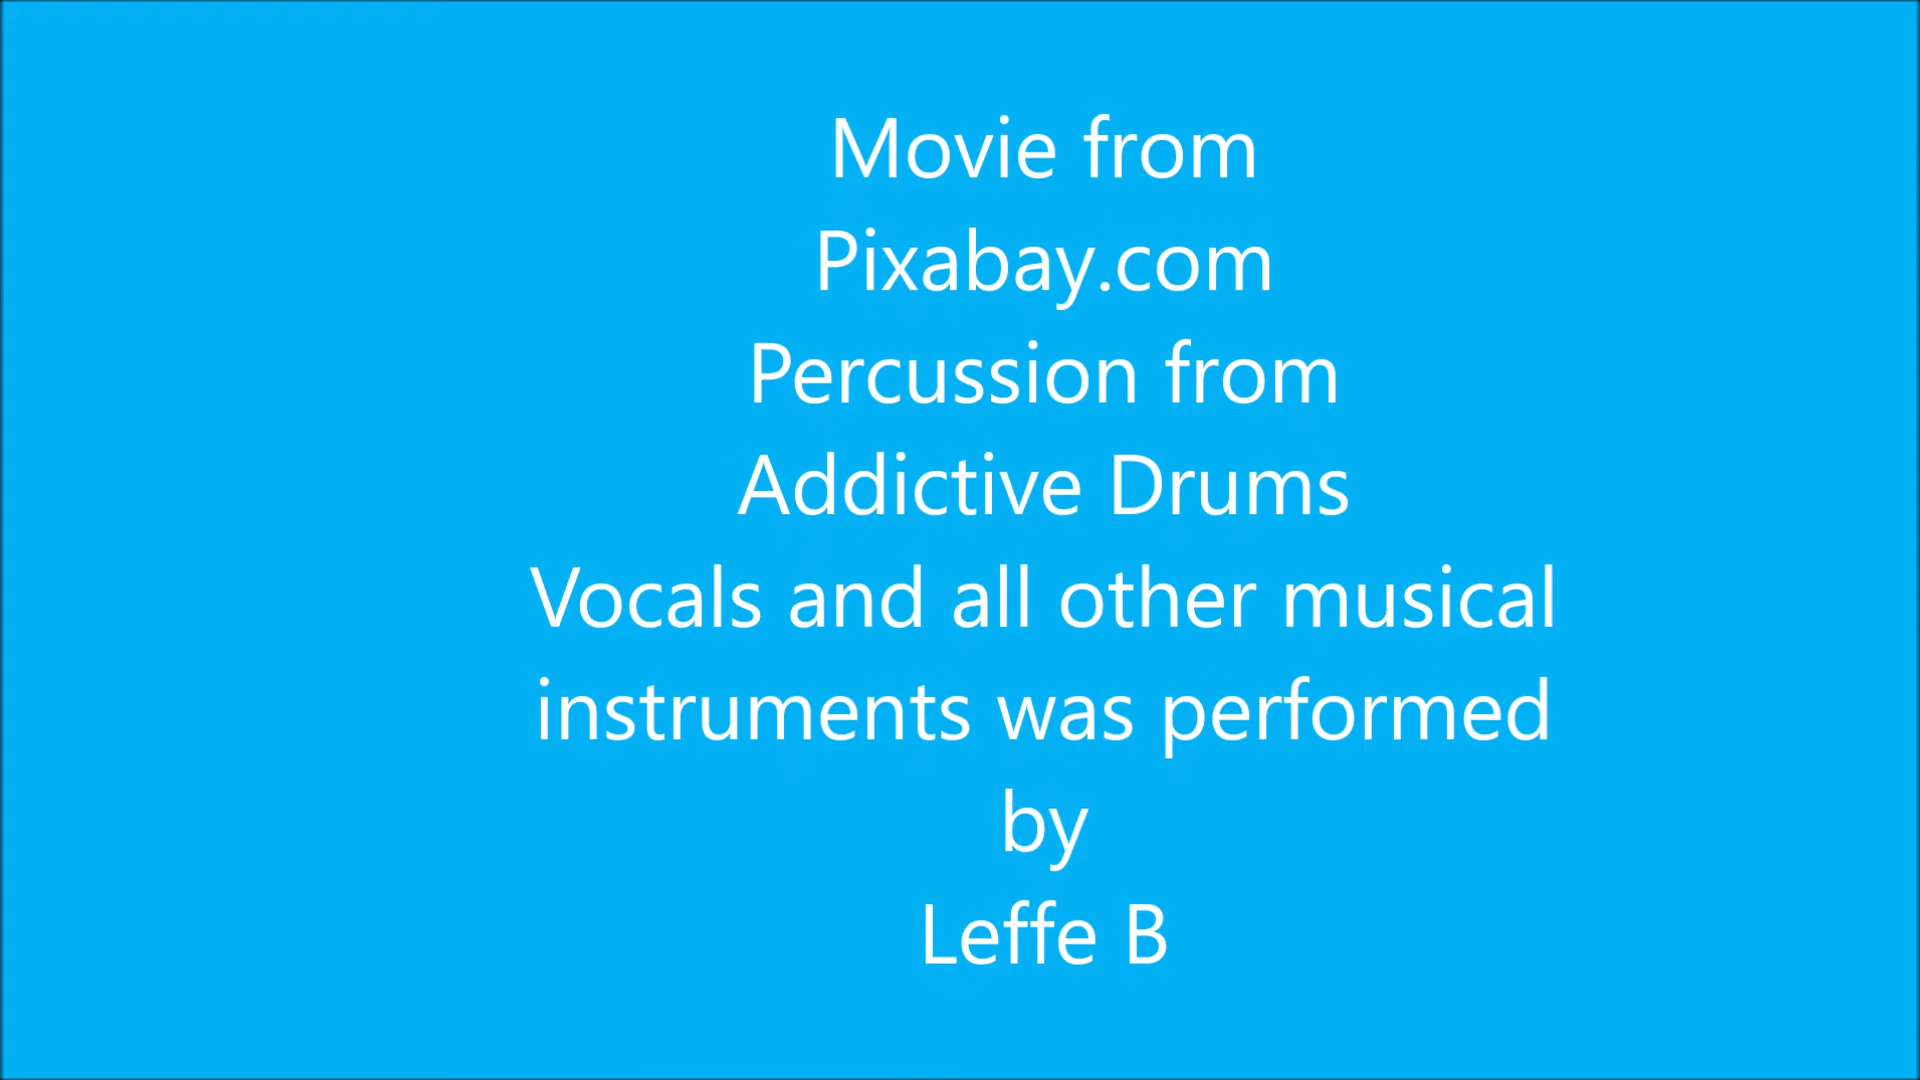 Movie from
Pixabay.com
Percussion from
Addictive Drums
Vocals and all other musical
instruments was performed
by
Leffe B